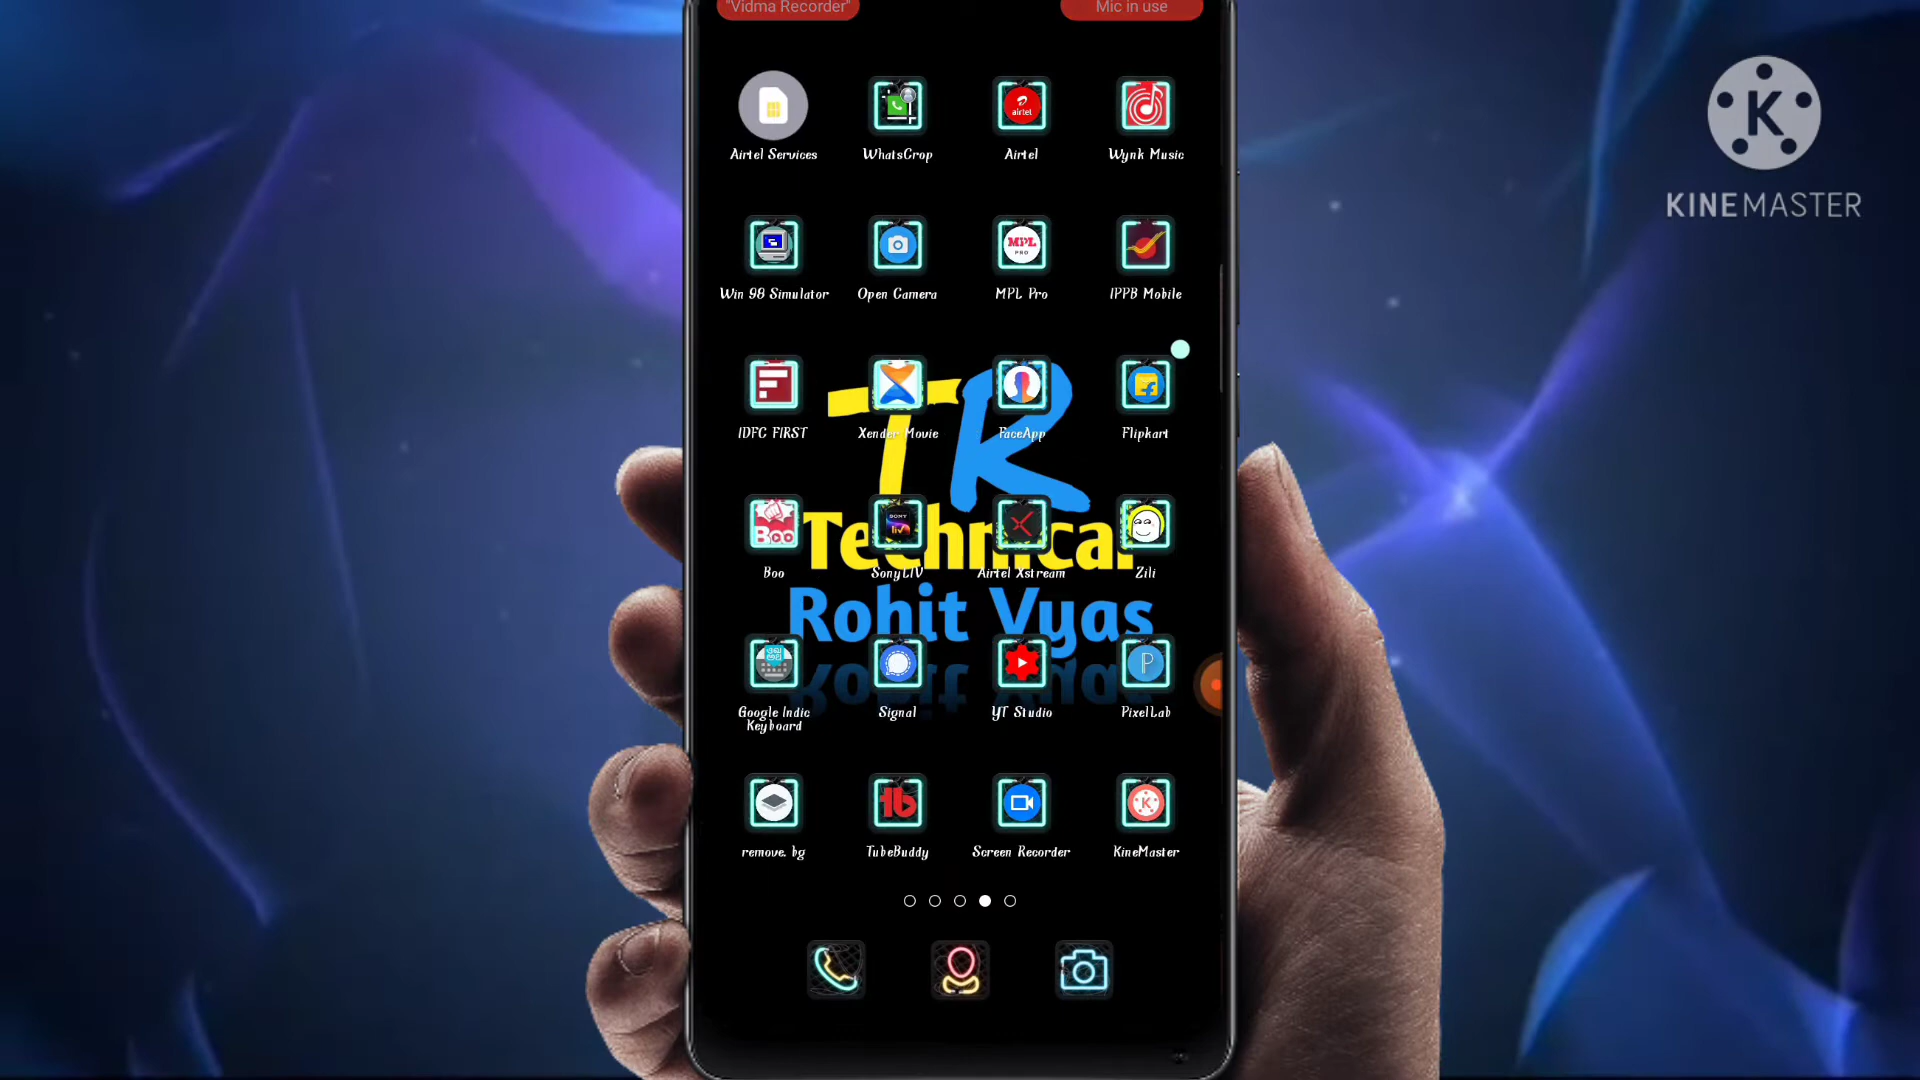 "Vidma Recorder" Mic in use
KINEMASTER
Airtel Services WhatsCrop Airtel Wynk Music
Win 98 Simulator Open Camera MPL Pro IPPB Mobile
IDFC FIRST Xender Movie FaceApp Flipkart
TR
Technical
Boo SonyLIV Airtel Xstream Zili
Rohit Vyas
Google Indic Keyboard Signal YT Studio PixelLab
remove.bg TubeBuddy Screen Recorder KineMaster